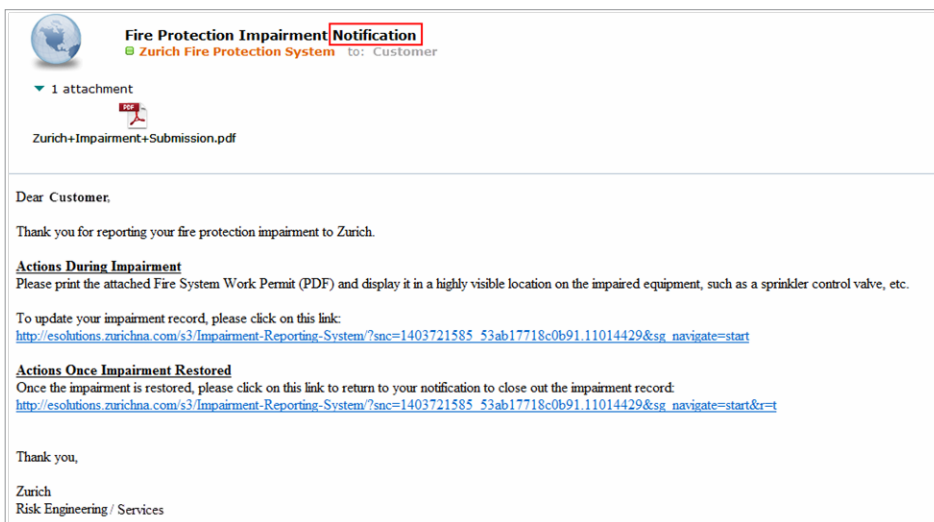 Fire Protection Impairment Notification
Zurich Fire Protection System to: Customer
1 attachment
PDF
Zurich+Impairment+Submission.pdf
Dear Customer,
Thank you for reporting your fire protection impairment to Zurich.
Actions During Impairment
Please print the attached Fire System Work Permit (PDF) and display it in a highly visible location on the impaired equipment, such as a sprinkler control valve, etc.
To update your impairment record, please click on this link:
http://esolutions.zurichna.com/s3/Impairment-Reporting-System/?snc=1403721585_53ab17718c0b91.11014429&sg_navigate=start
Actions Once Impairment Restored
Once the impairment is restored, please click on this link to return to your notification to close out the impairment record:
http://esolutions.zurichna.com/s3/Impairment-Reporting-System/?snc=1403721585_53ab17718c0b91.11014429&sg_navigate=start&r=t
Thank you,
Zurich
Risk Engineering / Services